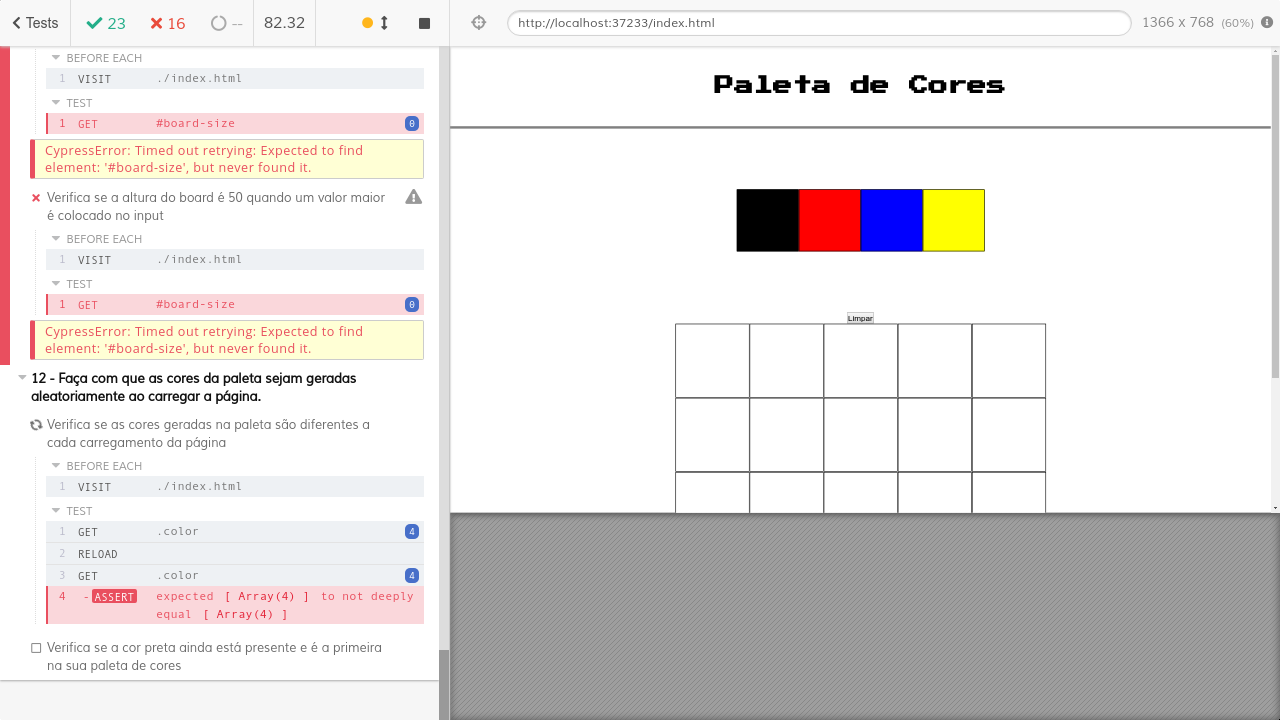 Tests
23
16
--
82.32
http://localhost:37233/index.html
1366 x 768 (60%)
BEFORE EACH
1 VISIT ./index.html
TEST
1 GET #board-size 0
CypressError: Timed out retrying: Expected to find
element: '#board-size', but never found it.
Verifica se a altura do board é 50 quando um valor maior
é colocado no input
BEFORE EACH
1 VISIT ./index.html
TEST
1 GET #board-size 0
CypressError: Timed out retrying: Expected to find
element: '#board-size', but never found it.
12 - Faça com que as cores da paleta sejam geradas
aleatoriamente ao carregar a página.
Verifica se as cores geradas na paleta são diferentes a
cada carregamento da página
BEFORE EACH
1 VISIT ./index.html
TEST
1 GET .color 4
2 RELOAD
3 GET .color 4
4 - ASSERT expected [ Array(4) ] to not deeply
equal [ Array(4) ]
Verifica se a cor preta ainda está presente e é a primeira
na sua paleta de cores
Paleta de Cores
Limpar